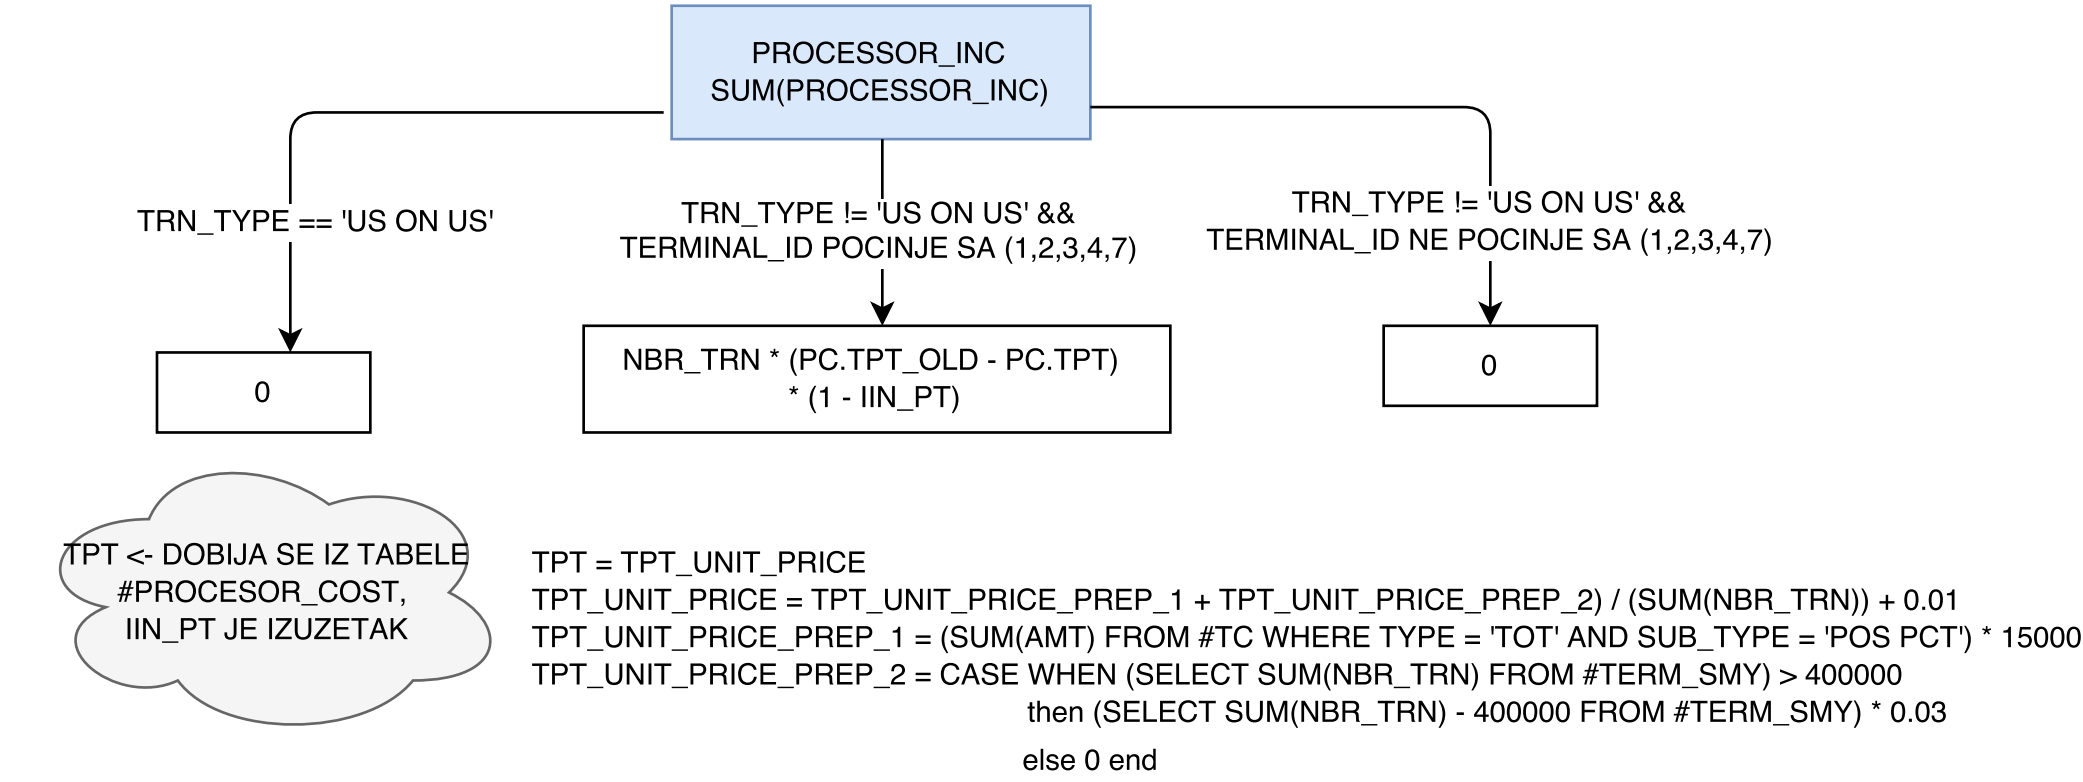 PROCESSOR_INC
SUM(PROCESSOR_INC)
TRN_TYPE == 'US ON US'
TRN_TYPE != 'US ON US' &&
TERMINAL_ID POCINJE SA (1,2,3,4,7)
TRN_TYPE != 'US ON US' &&
TERMINAL_ID NE POCINJE SA (1,2,3,4,7)
0
NBR_TRN * (PC.TPT_OLD - PC.TPT)
* (1 - IIN_PT)
0
TPT <- DOBIJA SE IZ TABELE
#PROCESOR_COST,
IIN_PT JE IZUZETAK
TPT = TPT_UNIT_PRICE
TPT_UNIT_PRICE = TPT_UNIT_PRICE_PREP_1 + TPT_UNIT_PRICE_PREP_2) / (SUM(NBR_TRN)) + 0.01
TPT_UNIT_PRICE_PREP_1 = (SUM(AMT) FROM #TC WHERE TYPE = 'TOT' AND SUB_TYPE = 'POS PCT') * 15000
TPT_UNIT_PRICE_PREP_2 = CASE WHEN (SELECT SUM(NBR_TRN) FROM #TERM_SMY) > 400000
then (SELECT SUM(NBR_TRN) - 400000 FROM #TERM_SMY) * 0.03
else 0 end